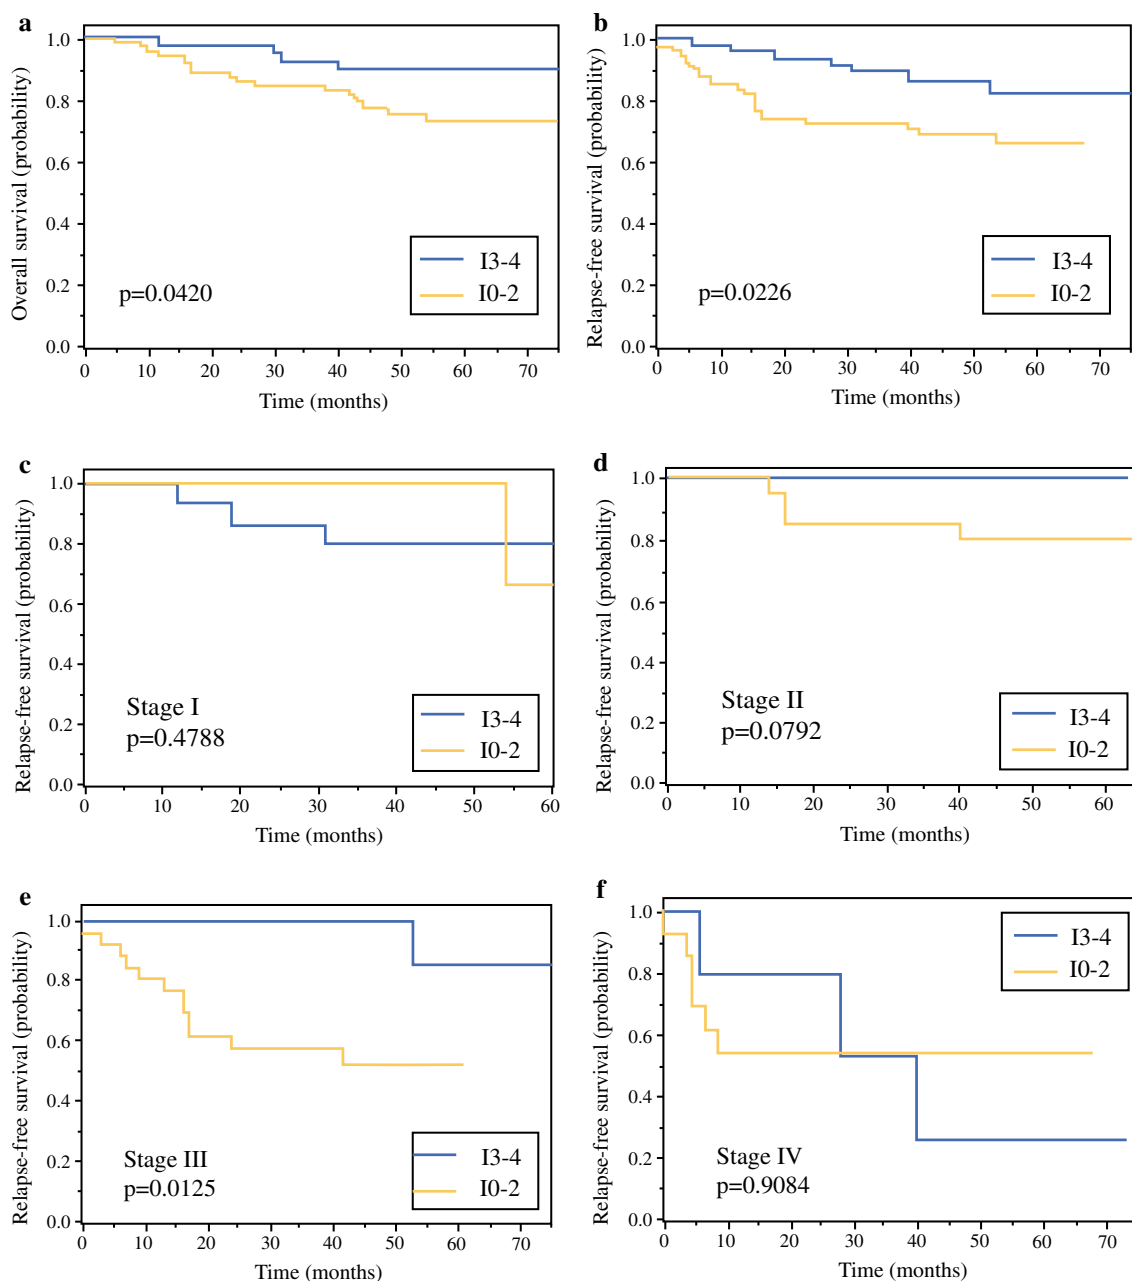 a
Overall survival (probability)
1.0
0.8
0.6
0.4
0.2
0.0
I3-4
I0-2
p=0.0420
0 10 20 30 40 50 60 70
Time (months)
b
Relapse-free survival (probability)
1.0
0.8
0.6
0.4
0.2
0.0
I3-4
I0-2
p=0.0226
0 10 20 30 40 50 60 70
Time (months)
c
Relapse-free survival (probability)
1.0
0.8
0.6
0.4
0.2
0.0
Stage I
p=0.4788
I3-4
I0-2
0 10 20 30 40 50 60
Time (months)
d
Relapse-free survival (probability)
1.0
0.8
0.6
0.4
0.2
0.0
Stage II
p=0.0792
I3-4
I0-2
0 10 20 30 40 50 60
Time (months)
e
Relapse-free survival (probability)
1.0
0.8
0.6
0.4
0.2
0.0
Stage III
p=0.0125
I3-4
I0-2
0 10 20 30 40 50 60 70
Time (months)
f
Relapse-free survival (probability)
1.0
0.8
0.6
0.4
0.2
0.0
I3-4
I0-2
Stage IV
p=0.9084
0 10 20 30 40 50 60 70
Time (months)